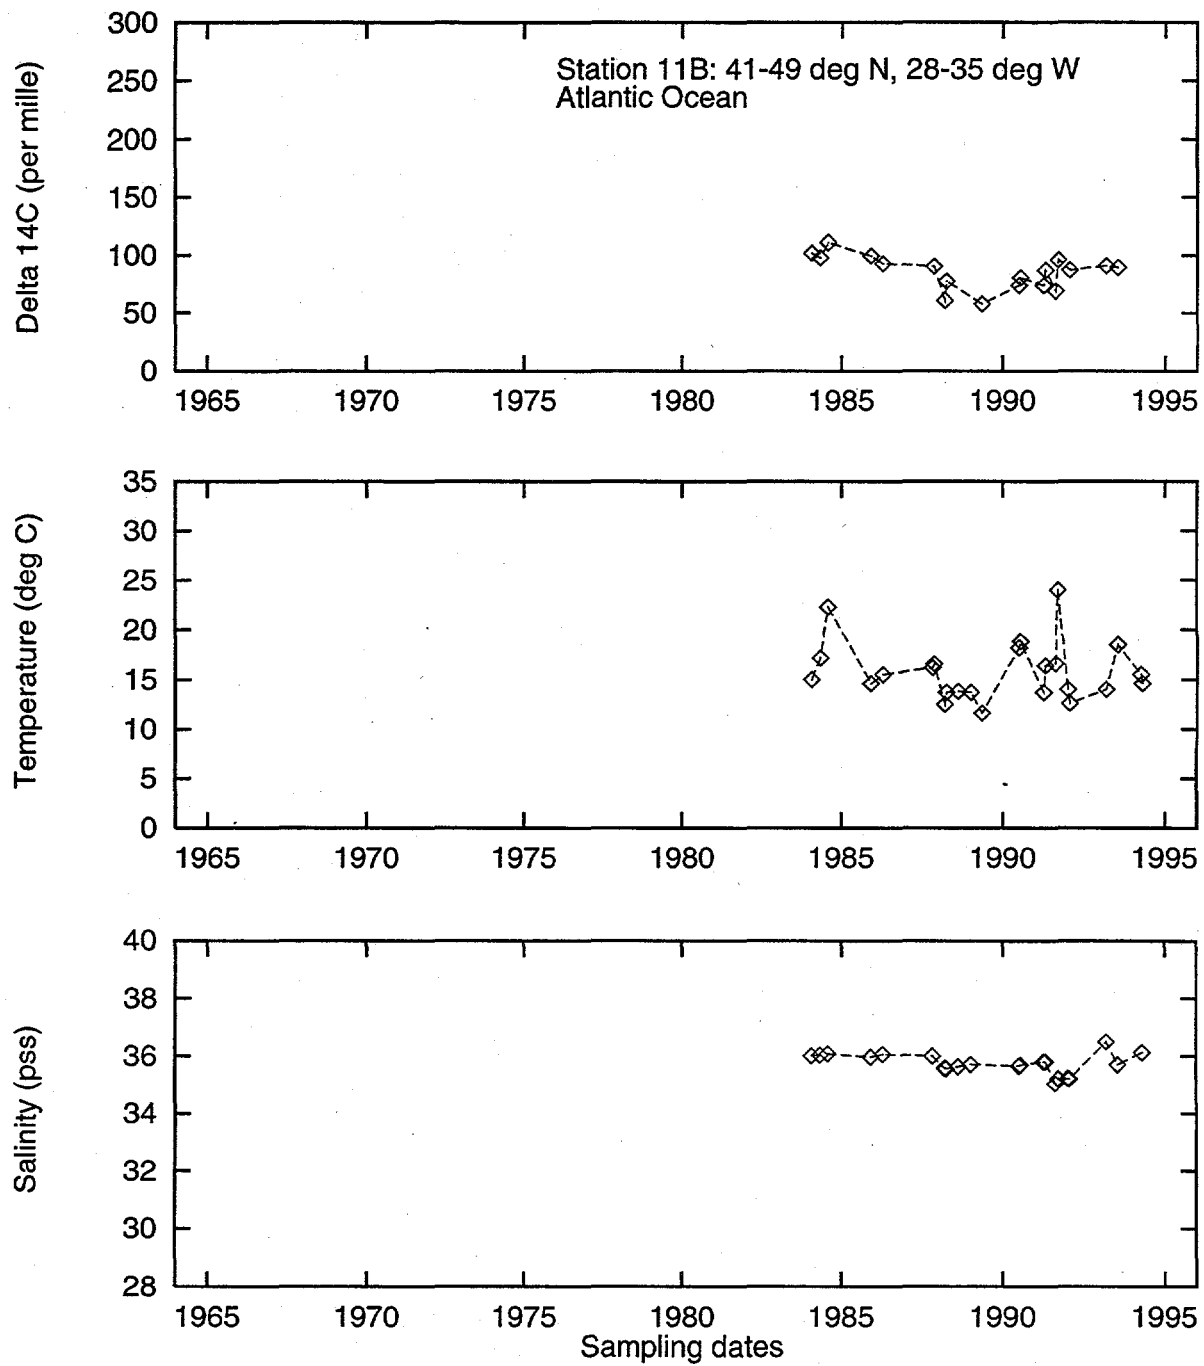 300
250
200
150
100
50
0
Delta 14C (per mille)
Station 11B: 41-49 deg N, 28-35 deg W
Atlantic Ocean
1965 1970 1975 1980 1985 1990 1995
35
30
25
20
15
10
5
0
Temperature (deg C)
1965 1970 1975 1980 1985 1990 1995
40
38
36
34
32
30
28
Salinity (pss)
1965 1970 1975 1980 1985 1990 1995
Sampling dates